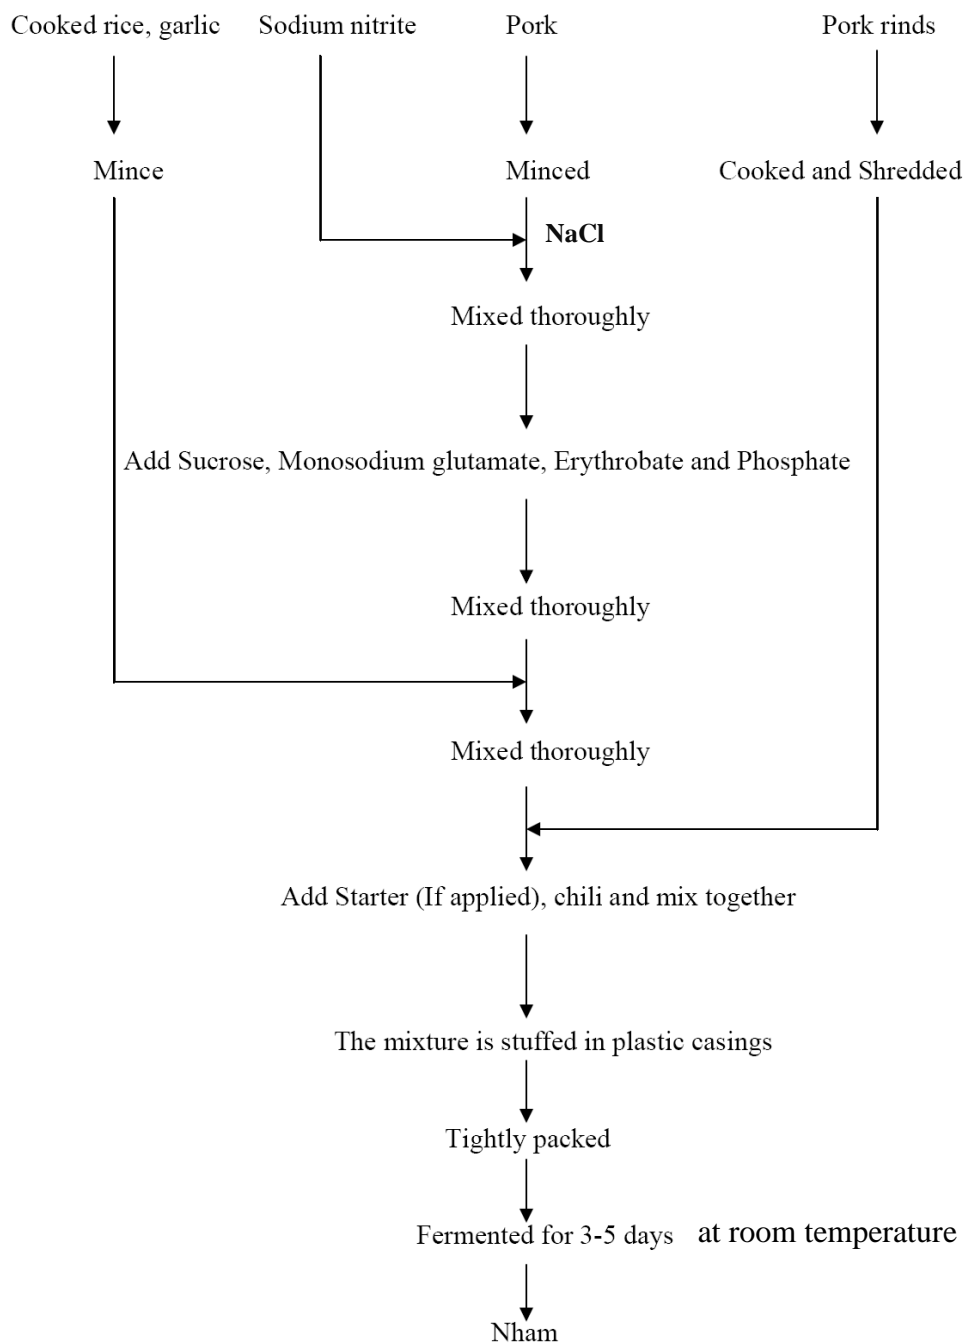 Cooked rice, garlic
Sodium nitrite
Pork
Pork rinds
Mince
Minced
Cooked and Shredded
NaCl
Mixed thoroughly
Add Sucrose, Monosodium glutamate, Erythrobate and Phosphate
Mixed thoroughly
Mixed thoroughly
Add Starter (If applied), chili and mix together
The mixture is stuffed in plastic casings
Tightly packed
Fermented for 3-5 days at room temperature
Nham